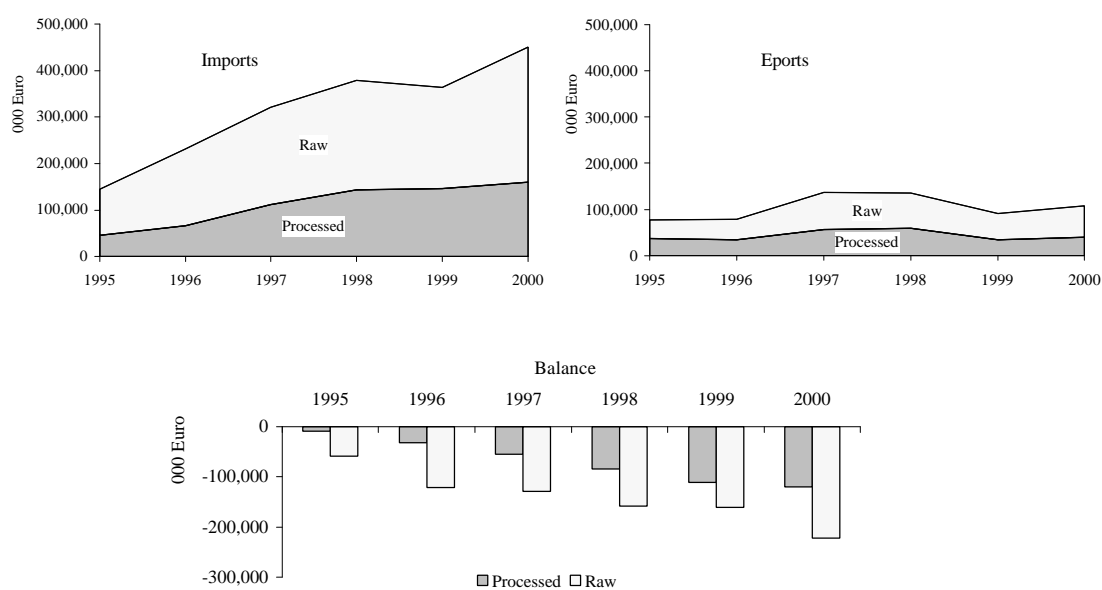 500,000
400,000
300,000
200,000
100,000
0
000 Euro
Imports
Raw
Processed
1995 1996 1997 1998 1999 2000
500,000
400,000
300,000
200,000
100,000
0
000 Euro
Eports
Raw
Processed
1995 1996 1997 1998 1999 2000
Balance
1995 1996 1997 1998 1999 2000
0
-100,000
-200,000
-300,000
000 Euro
Processed Raw